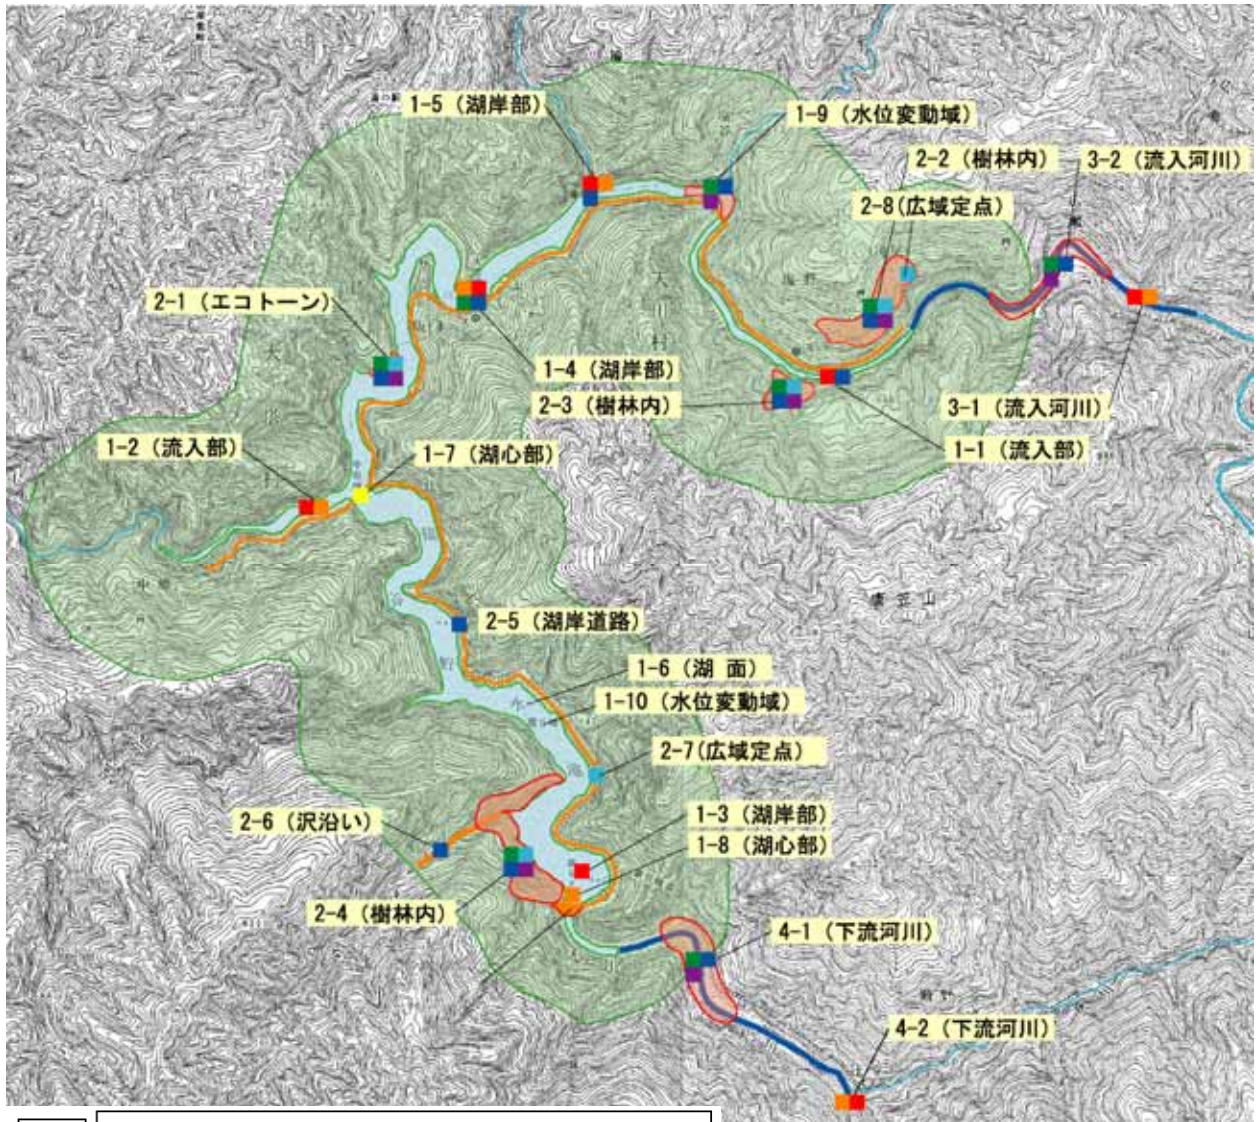 1-5（湖岸部）
1-9（水位変動域）
2-2（樹林内）
3-2（流入河川）
2-8(広域定点)
2-1（エコトーン）
1-4（湖岸部）
2-3（樹林内）
3-1（流入河川）
1-1（流入部）
1-2（流入部）
1-7（湖心部）
2-5（湖岸道路）
1-6（湖 面）
1-10（水位変動域）
2-7(広域定点)
2-6（沢沿い）
1-3（湖岸部）
1-8（湖心部）
2-4（樹林内）
4-1（下流河川）
4-2（下流河川）